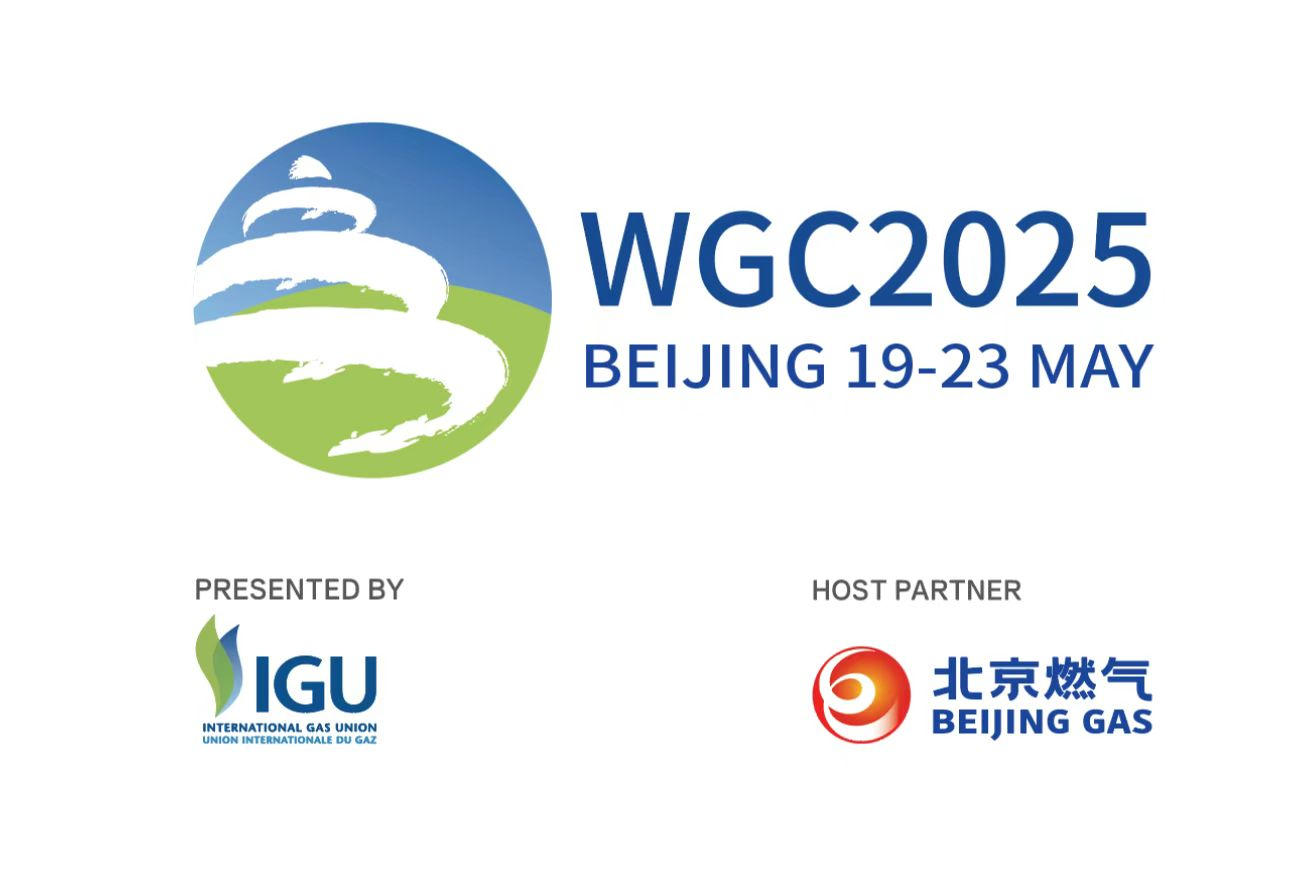 WGC2025
BEIJING 19-23 MAY
PRESENTED BY
IGU
INTERNATIONAL GAS UNION
UNION INTERNATIONALE DU GAZ
HOST PARTNER
北京燃气
BEIJING GAS